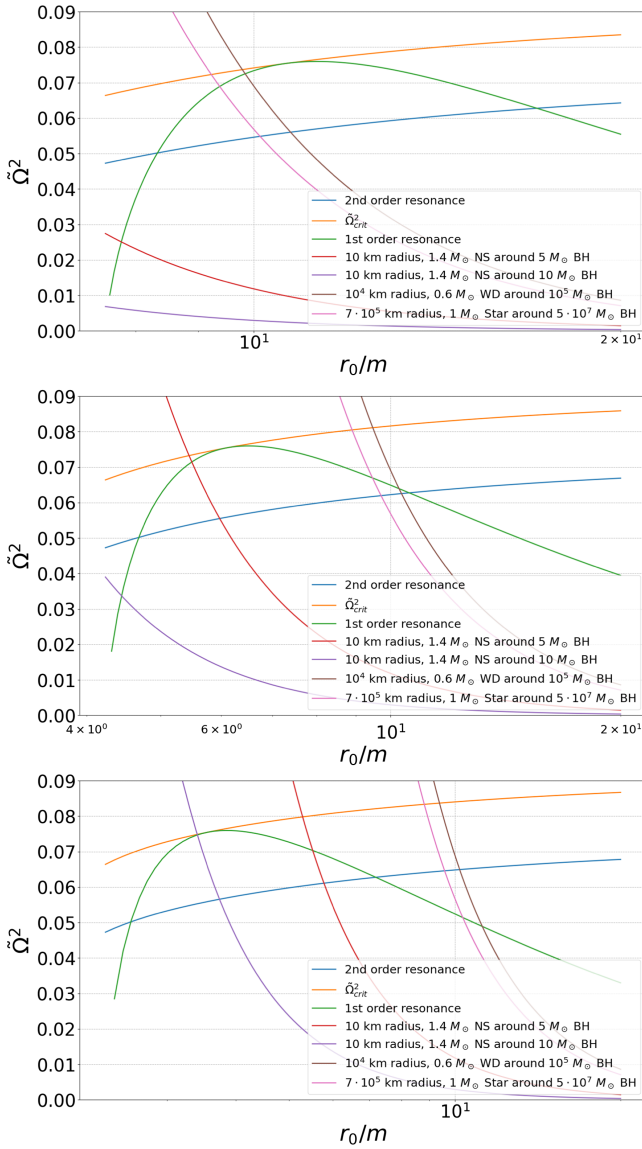 0.09
0.08
0.07
0.06
0.05
0.04
0.03
0.02
0.01
0.00
Ω̃²
2nd order resonance
Ω̃²crit
1st order resonance
10 km radius, 1.4 M⊙ NS around 5 M⊙ BH
10 km radius, 1.4 M⊙ NS around 10 M⊙ BH
10⁴ km radius, 0.6 M⊙ WD around 10⁵ M⊙ BH
7·10⁵ km radius, 1 M⊙ Star around 5·10⁷ M⊙ BH
10¹ 2 × 10¹
r₀/m
0.09
0.08
0.07
0.06
0.05
0.04
0.03
0.02
0.01
0.00
Ω̃²
2nd order resonance
Ω̃²crit
1st order resonance
10 km radius, 1.4 M⊙ NS around 5 M⊙ BH
10 km radius, 1.4 M⊙ NS around 10 M⊙ BH
10⁴ km radius, 0.6 M⊙ WD around 10⁵ M⊙ BH
7·10⁵ km radius, 1 M⊙ Star around 5·10⁷ M⊙ BH
4 × 10⁰ 6 × 10⁰ 10¹ 2 × 10¹
r₀/m
0.09
0.08
0.07
0.06
0.05
0.04
0.03
0.02
0.01
0.00
Ω̃²
2nd order resonance
Ω̃²crit
1st order resonance
10 km radius, 1.4 M⊙ NS around 5 M⊙ BH
10 km radius, 1.4 M⊙ NS around 10 M⊙ BH
10⁴ km radius, 0.6 M⊙ WD around 10⁵ M⊙ BH
7·10⁵ km radius, 1 M⊙ Star around 5·10⁷ M⊙ BH
10¹
r₀/m